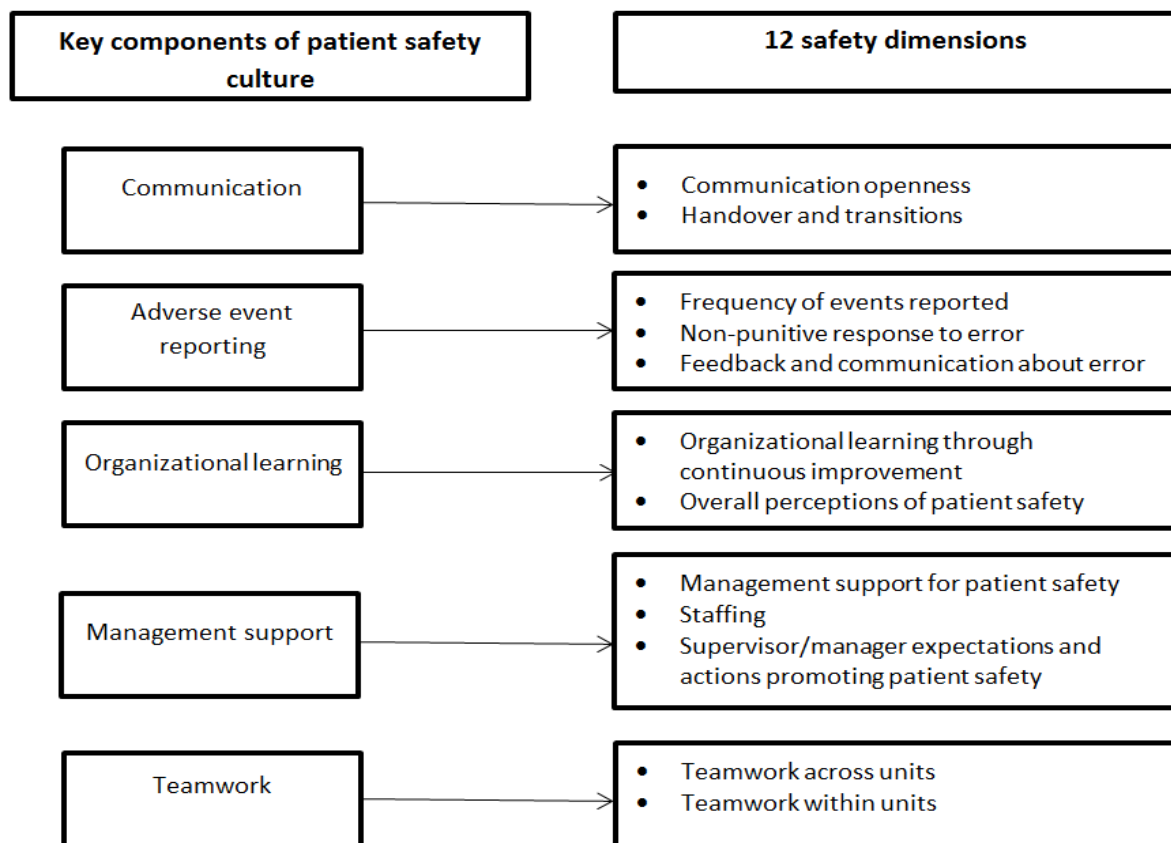 Key components of patient safety
culture
12 safety dimensions
Communication
• Communication openness
• Handover and transitions
Adverse event
reporting
• Frequency of events reported
• Non-punitive response to error
• Feedback and communication about error
Organizational learning
• Organizational learning through
continuous improvement
• Overall perceptions of patient safety
Management support
• Management support for patient safety
• Staffing
• Supervisor/manager expectations and
actions promoting patient safety
Teamwork
• Teamwork across units
• Teamwork within units